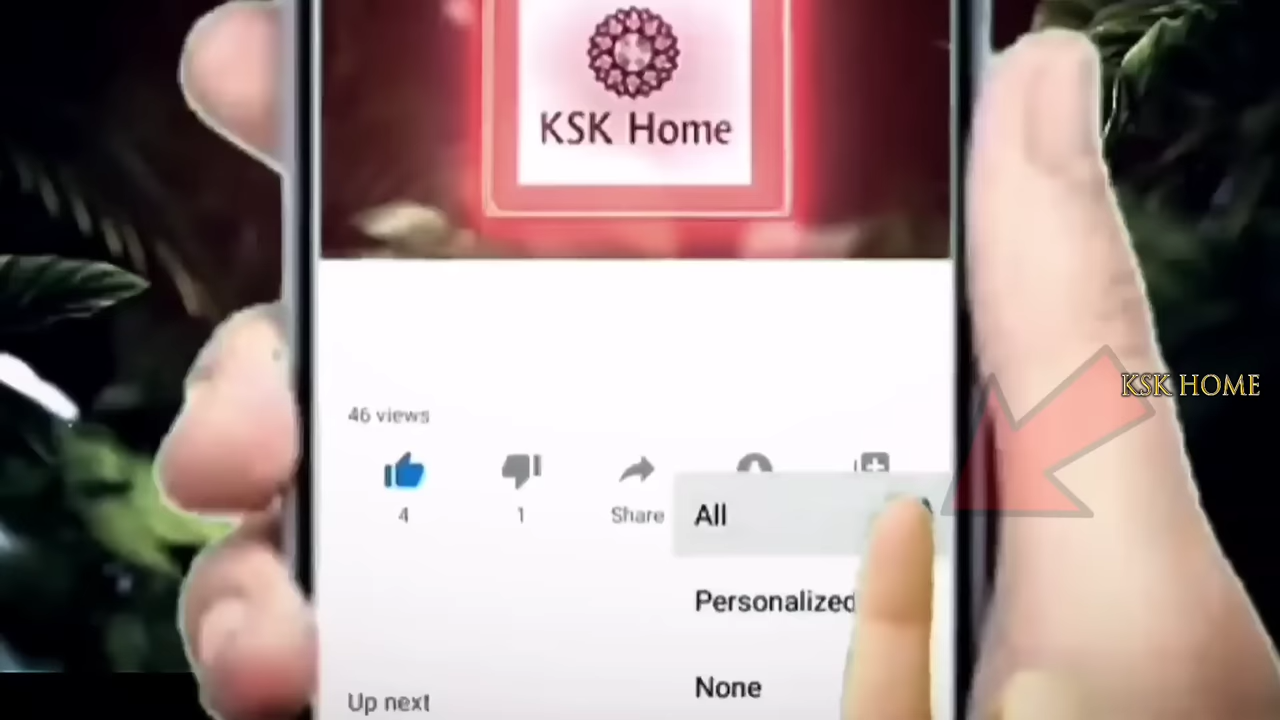 KSK Home
KSK HOME
46 views
4
1
Share
All
Personalized
None
Up next